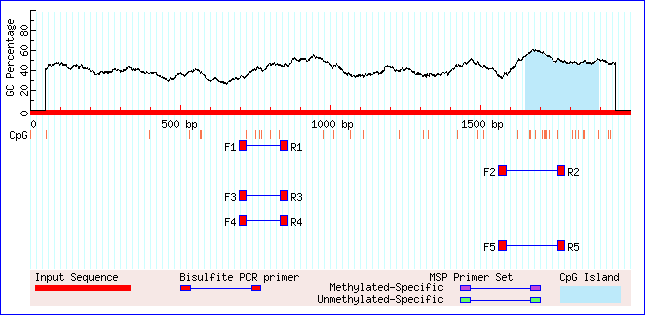 GC Percentage
0 20 40 60 80
0 500 bp 1000 bp 1500 bp
CpG
F1 R1
F2 R2
F3 R3
F4 R4
F5 R5
Input Sequence Bisulfite PCR primer MSP Primer Set CpG Island
Methylated-Specific
Unmethylated-Specific